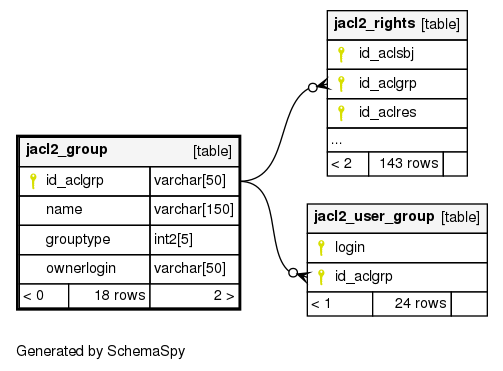 jacl2_rights [table]
id_aclsbj
id_aclgrp
id_aclres
...
< 2 143 rows
jacl2_group [table]
id_aclgrp varchar[50]
name varchar[150]
grouptype int2[5]
ownerlogin varchar[50]
< 0 18 rows 2 >
jacl2_user_group [table]
login
id_aclgrp
< 1 24 rows
Generated by SchemaSpy